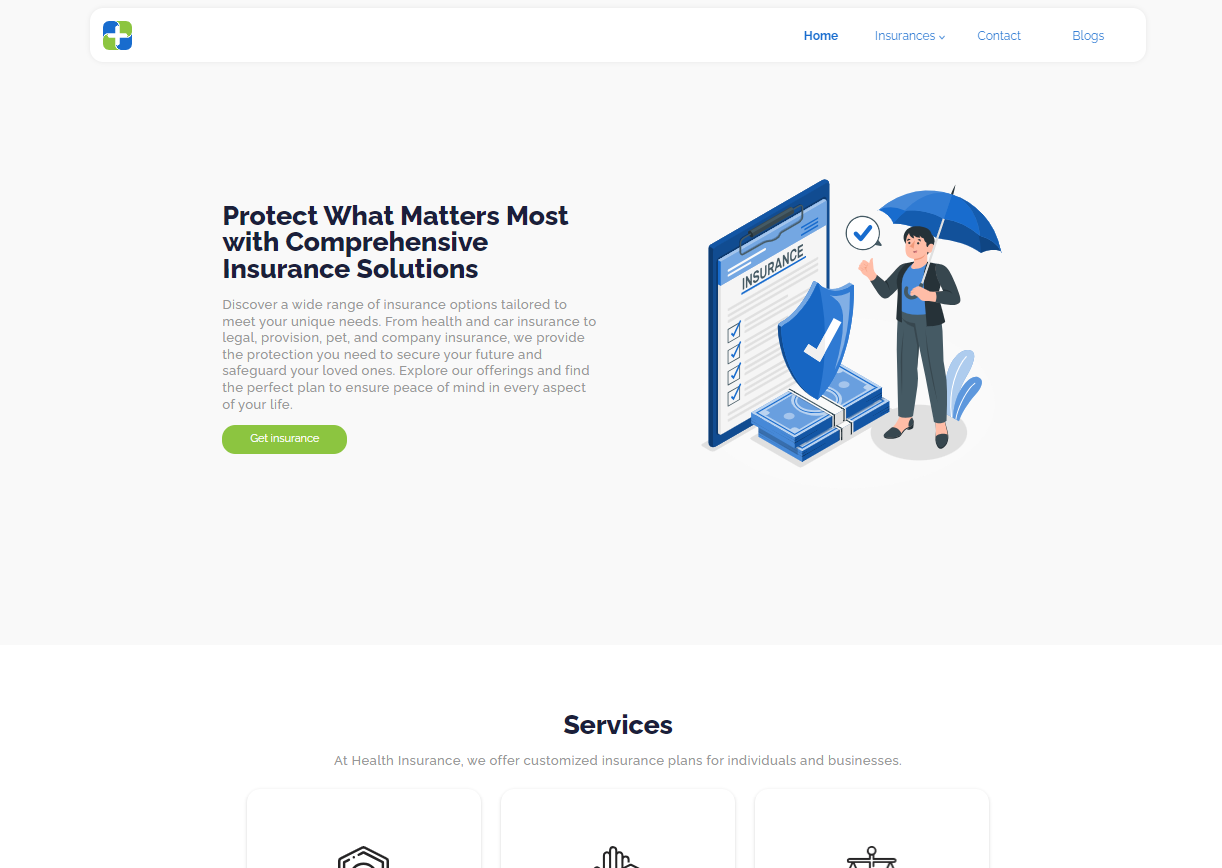 Home
Insurances
Contact
Blogs
Protect What Matters Most
with Comprehensive
Insurance Solutions
Discover a wide range of insurance options tailored to
meet your unique needs. From health and car insurance to
legal, provision, pet, and company insurance, we provide
the protection you need to secure your future and
safeguard your loved ones. Explore our offerings and find
the perfect plan to ensure peace of mind in every aspect
of your life.
Get insurance
INSURANCE
Services
At Health Insurance, we offer customized insurance plans for individuals and businesses.